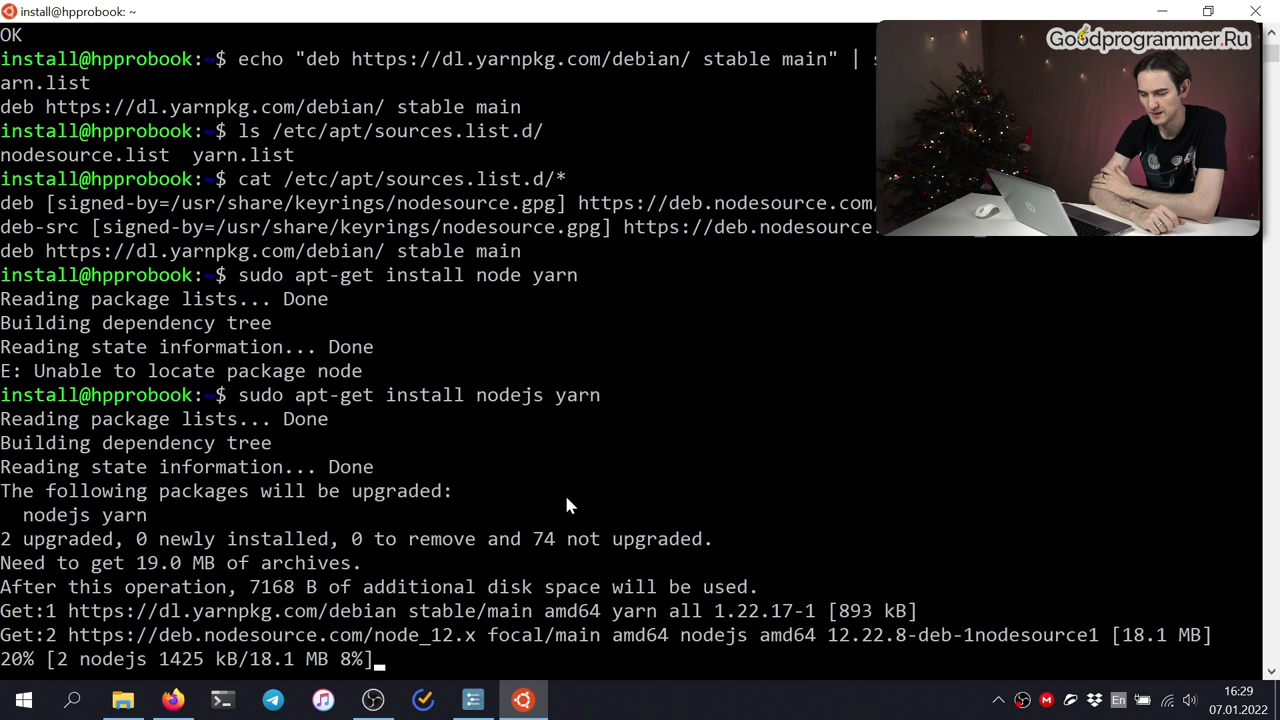 install@hpprobook: ~
Goodprogrammer.Ru
OK
install@hpprobook:~$ echo "deb https://dl.yarnpkg.com/debian/ stable main" |
arn.list
deb https://dl.yarnpkg.com/debian/ stable main
install@hpprobook:~$ ls /etc/apt/sources.list.d/
nodesource.list  yarn.list
install@hpprobook:~$ cat /etc/apt/sources.list.d/*
deb [signed-by=/usr/share/keyrings/nodesource.gpg] https://deb.nodesource.com
deb-src [signed-by=/usr/share/keyrings/nodesource.gpg] https://deb.nodesource.
deb https://dl.yarnpkg.com/debian/ stable main
install@hpprobook:~$ sudo apt-get install node yarn
Reading package lists... Done
Building dependency tree
Reading state information... Done
E: Unable to locate package node
install@hpprobook:~$ sudo apt-get install nodejs yarn
Reading package lists... Done
Building dependency tree
Reading state information... Done
The following packages will be upgraded:
  nodejs yarn
2 upgraded, 0 newly installed, 0 to remove and 74 not upgraded.
Need to get 19.0 MB of archives.
After this operation, 7168 B of additional disk space will be used.
Get:1 https://dl.yarnpkg.com/debian stable/main amd64 yarn all 1.22.17-1 [893 kB]
Get:2 https://deb.nodesource.com/node_12.x focal/main amd64 nodejs amd64 12.22.8-deb-1nodesource1 [18.1 MB]
20% [2 nodejs 1425 kB/18.1 MB 8%]
En
16:29
07.01.2022